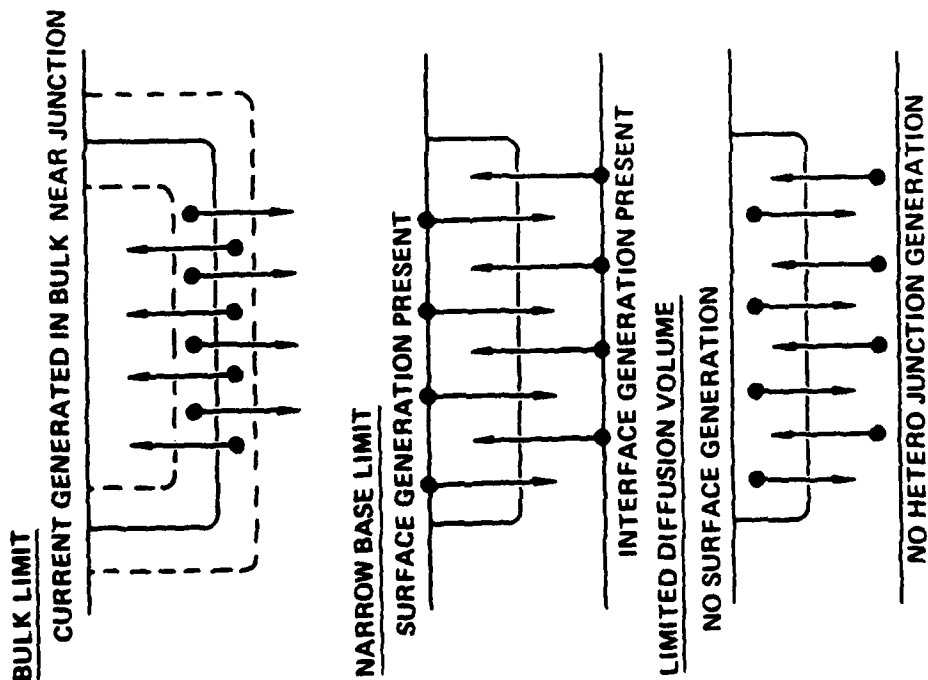 BULK LIMIT
CURRENT GENERATED IN BULK NEAR JUNCTION
NARROW BASE LIMIT
SURFACE GENERATION PRESENT
INTERFACE GENERATION PRESENT
LIMITED DIFFUSION VOLUME
NO SURFACE GENERATION
NO HETERO JUNCTION GENERATION